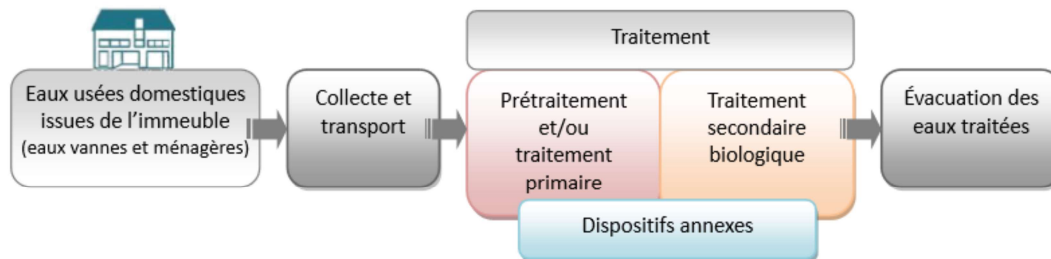 Eaux usées domestiques
issues de l'immeuble
(eaux vannes et ménagères)
Collecte et
transport
Traitement
Prétraitement
et/ou
traitement
primaire
Traitement
secondaire
biologique
Dispositifs annexes
Évacuation des
eaux traitées